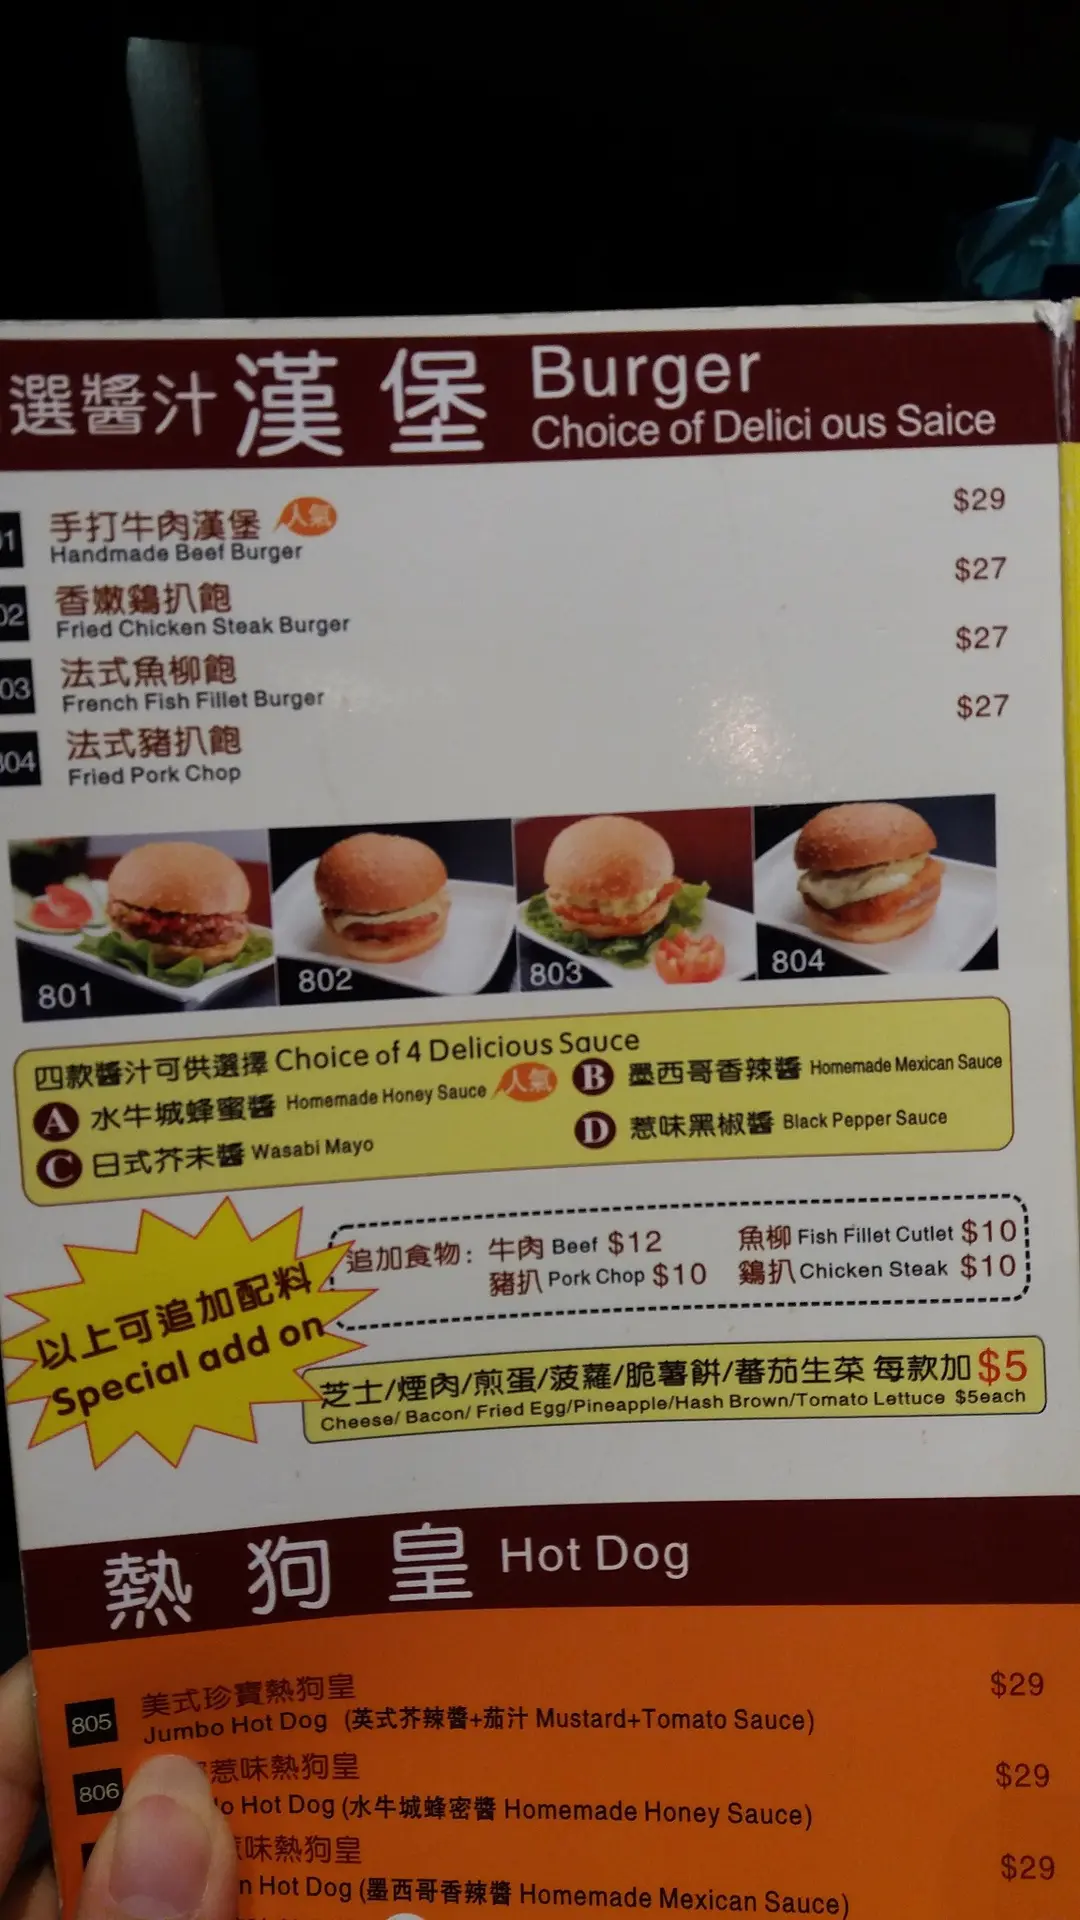 選醬汁 漢堡 Burger
Choice of Delici ous Saice
01 手打牛肉漢堡 人氣 $29
Handmade Beef Burger
02 香嫩鷄扒飽 $27
Fried Chicken Steak Burger
03 法式魚柳飽 $27
French Fish Fillet Burger
804 法式豬扒飽 $27
Fried Pork Chop
801 802 803 804
四款醬汁可供選擇 Choice of 4 Delicious Sauce
A 水牛城蜂蜜醬 Homemade Honey Sauce 人氣 B 墨西哥香辣醬 Homemade Mexican Sauce
C 日式芥未醬 Wasabi Mayo D 惹味黑椒醬 Black Pepper Sauce
以上可追加配料
Special add on
追加食物: 牛肉 Beef $12 魚柳 Fish Fillet Cutlet $10
豬扒 Pork Chop $10 鷄扒 Chicken Steak $10
芝士/煙肉/煎蛋/菠蘿/脆薯餅/蕃茄生菜 每款加 $5
Cheese/ Bacon/ Fried Egg/Pineapple/Hash Brown/Tomato Lettuce $5each
熱狗皇 Hot Dog
805 美式珍寶熱狗皇 $29
Jumbo Hot Dog (英式芥辣醬+茄汁 Mustard+Tomato Sauce)
806 惹味熱狗皇 $29
Hot Dog (水牛城蜂密醬 Homemade Honey Sauce)
味熱狗皇 $29
n Hot Dog (墨西哥香辣醬 Homemade Mexican Sauce)